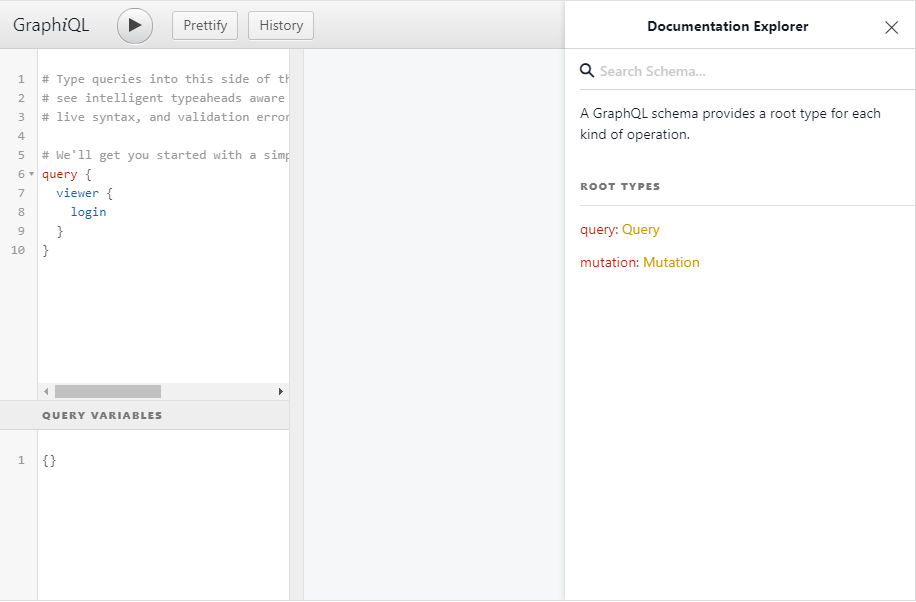 GraphiQL
Prettify
History
1 # Type queries into this side of th
2 # see intelligent typeaheads aware
3 # live syntax, and validation error
4
5 # We'll get you started with a simp
6 query {
7 viewer {
8 login
9 }
10 }
QUERY VARIABLES
1 {}
Documentation Explorer
Search Schema...
A GraphQL schema provides a root type for each
kind of operation.
ROOT TYPES
query: Query
mutation: Mutation